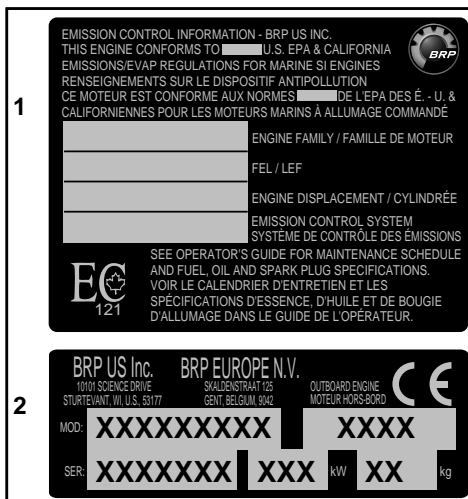 1
EMISSION CONTROL INFORMATION - BRP US INC.
THIS ENGINE CONFORMS TO U.S. EPA & CALIFORNIA
EMISSIONS/EVAP REGULATIONS FOR MARINE SI ENGINES
RENSEIGNEMENTS SUR LE DISPOSITIF ANTIPOLLUTION
CE MOTEUR EST CONFORME AUX NORMES DE L'EPA DES É. - U. &
CALIFORNIENNES POUR LES MOTEURS MARINS À ALLUMAGE COMMANDÉ
BRP
ENGINE FAMILY / FAMILLE DE MOTEUR
FEL / LEF
ENGINE DISPLACEMENT / CYLINDRÉE
EMISSION CONTROL SYSTEM
SYSTÈME DE CONTRÔLE DES ÉMISSIONS
EC
121
SEE OPERATOR'S GUIDE FOR MAINTENANCE SCHEDULE
AND FUEL, OIL AND SPARK PLUG SPECIFICATIONS.
VOIR LE CALENDRIER D'ENTRETIEN ET LES
SPÉCIFICATIONS D'ESSENCE, D'HUILE ET DE BOUGIE
D'ALLUMAGE DANS LE GUIDE DE L'OPÉRATEUR.
2
BRP US Inc.
10101 SCIENCE DRIVE
STURTEVANT, WI, U.S., 53177
BRP EUROPE N.V.
SKALDENSTRAAT 125
GENT, BELGIUM, 9042
OUTBOARD ENGINE
MOTEUR HORS-BORD
CE
MOD: XXXXXXXXX XXXX
SER: XXXXXXX XXX kW XX kg